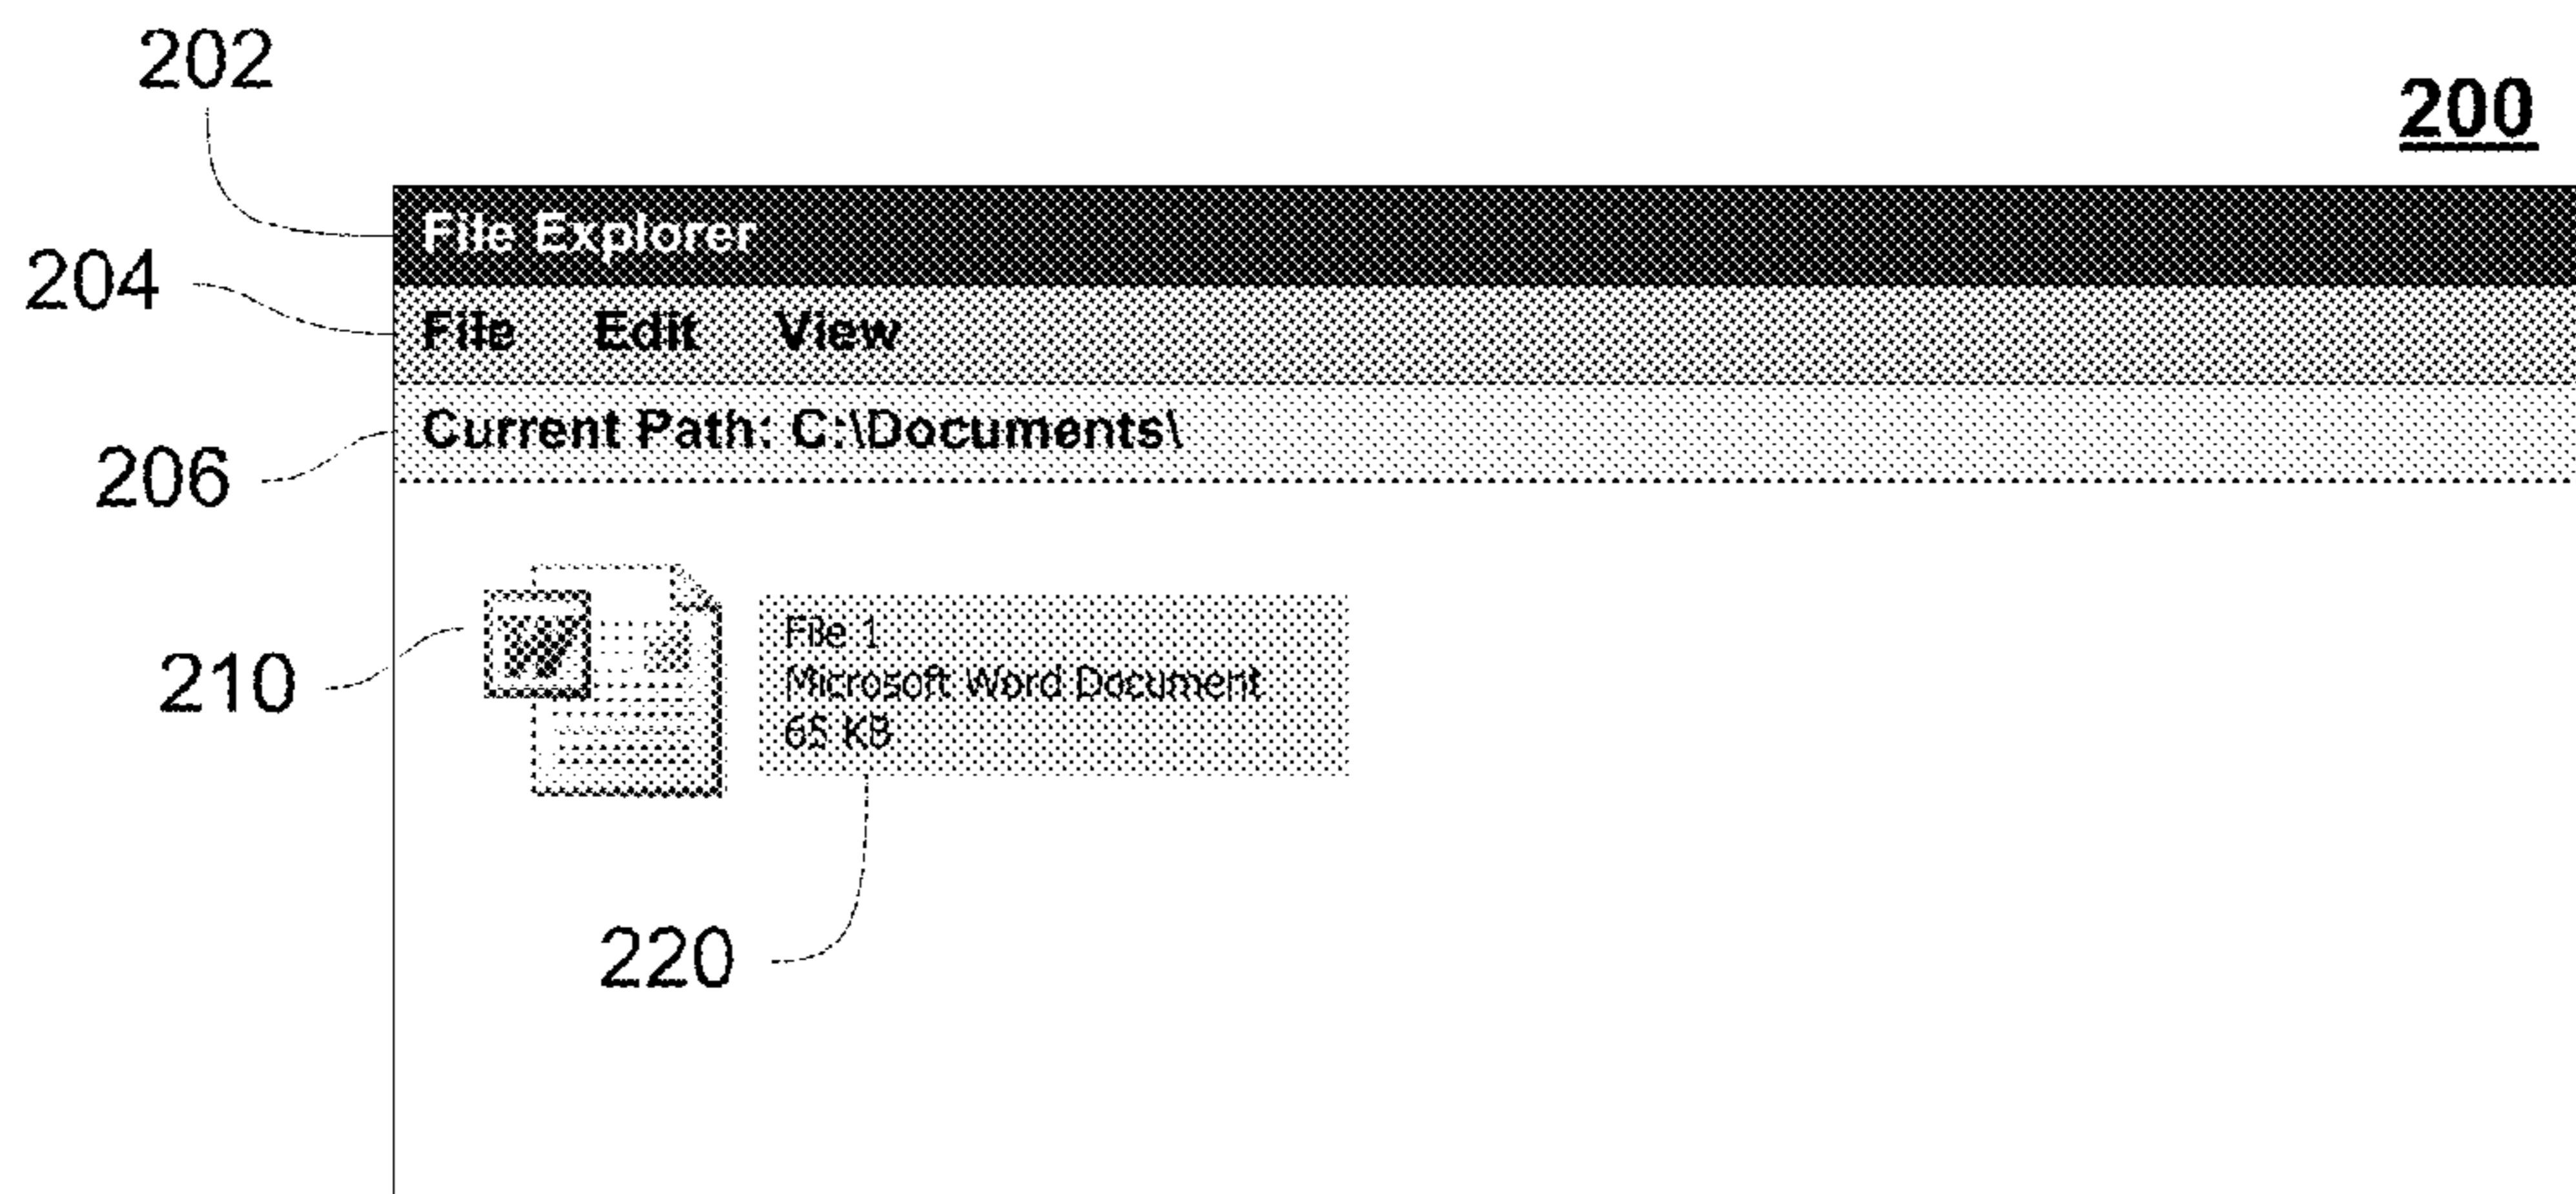 202
200
File Explorer
204
File Edit View
Current Path: C:\Documents\
206
File 1
210
Microsoft Word Document
65 KB
220